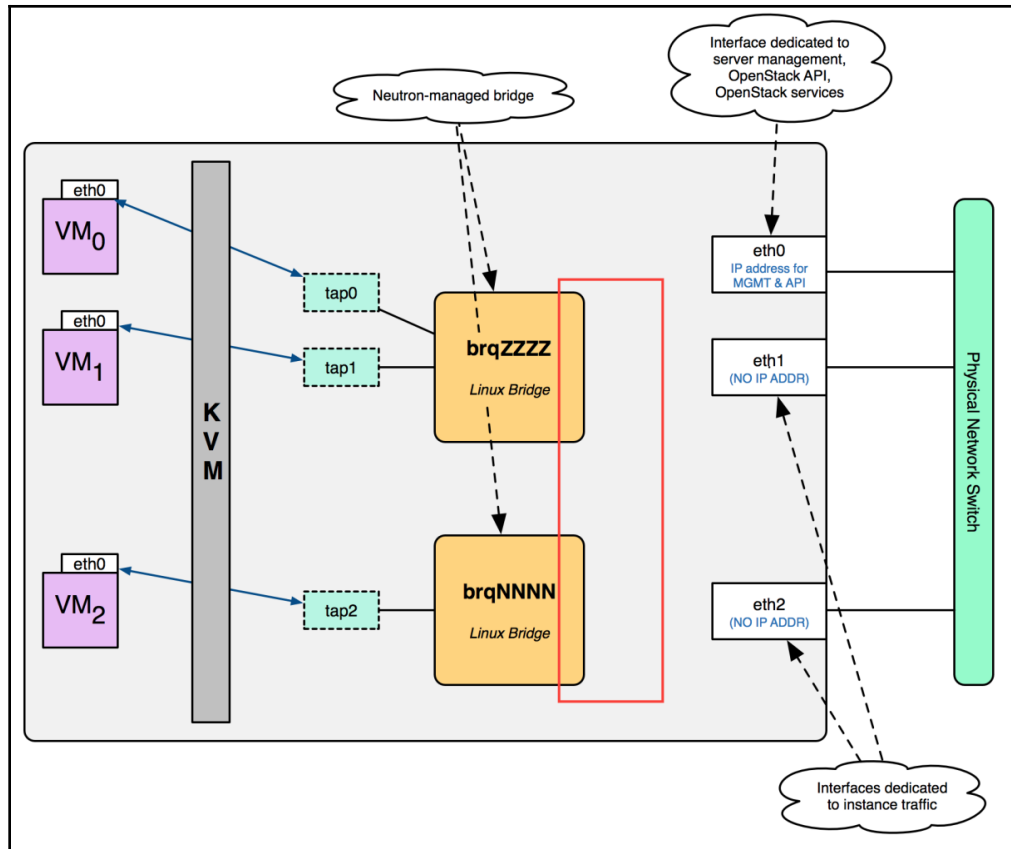 Interface dedicated to
server management,
OpenStack API,
OpenStack services
Neutron-managed bridge
eth0
VM0
eth0
VM1
eth0
VM2
KVM
tap0
tap1
tap2
brqZZZZ
Linux Bridge
brqNNNN
Linux Bridge
eth0
IP address for
MGMT & API
eth1
(NO IP ADDR)
eth2
(NO IP ADDR)
Physical Network Switch
Interfaces dedicated
to instance traffic